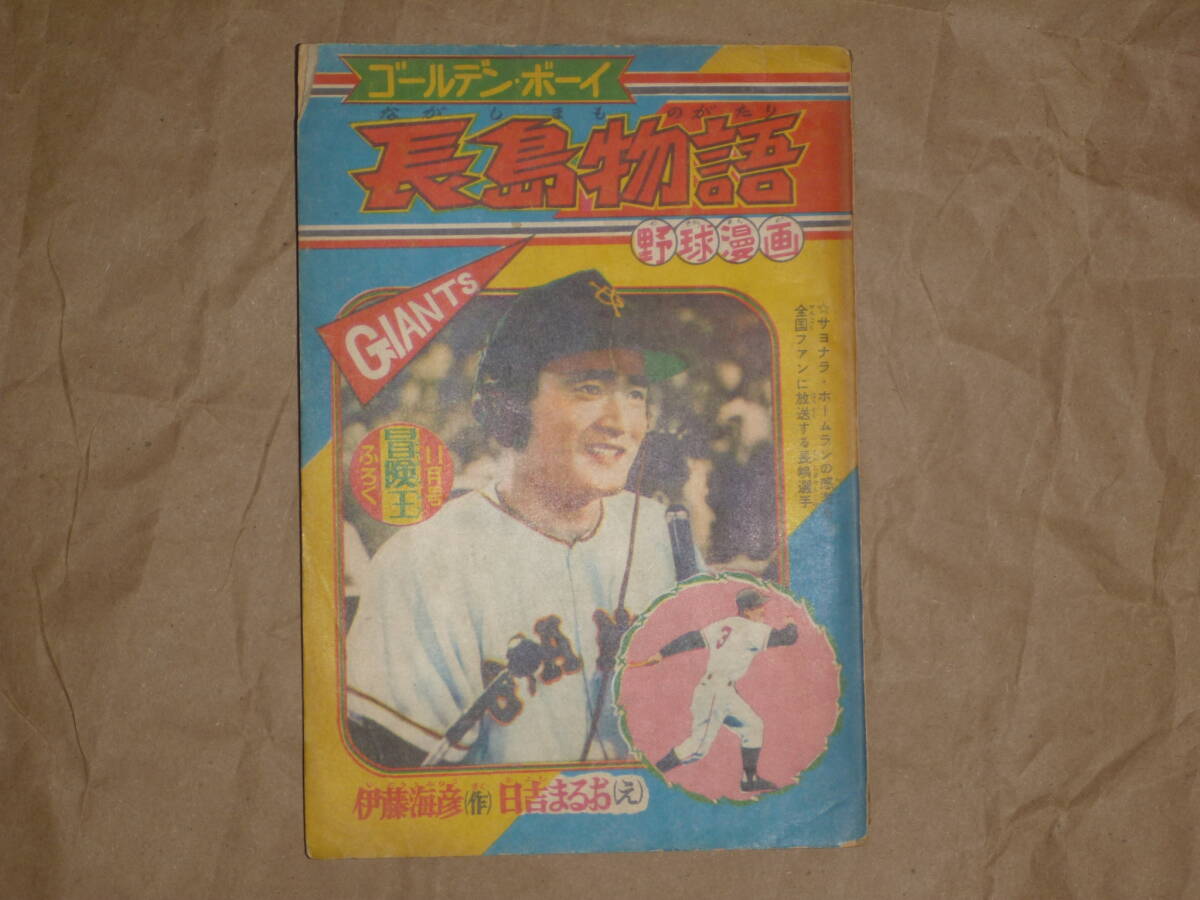 ゴールデン・ボーイ
ながしまものがたり
長島物語
野球漫画
GIANTS
☆サヨナラ・ホームランの感
全国ファンに放送する長嶋選手
11月号
冒険王
ふろく
3
伊藤海彦(作) 日吉まるお(え)